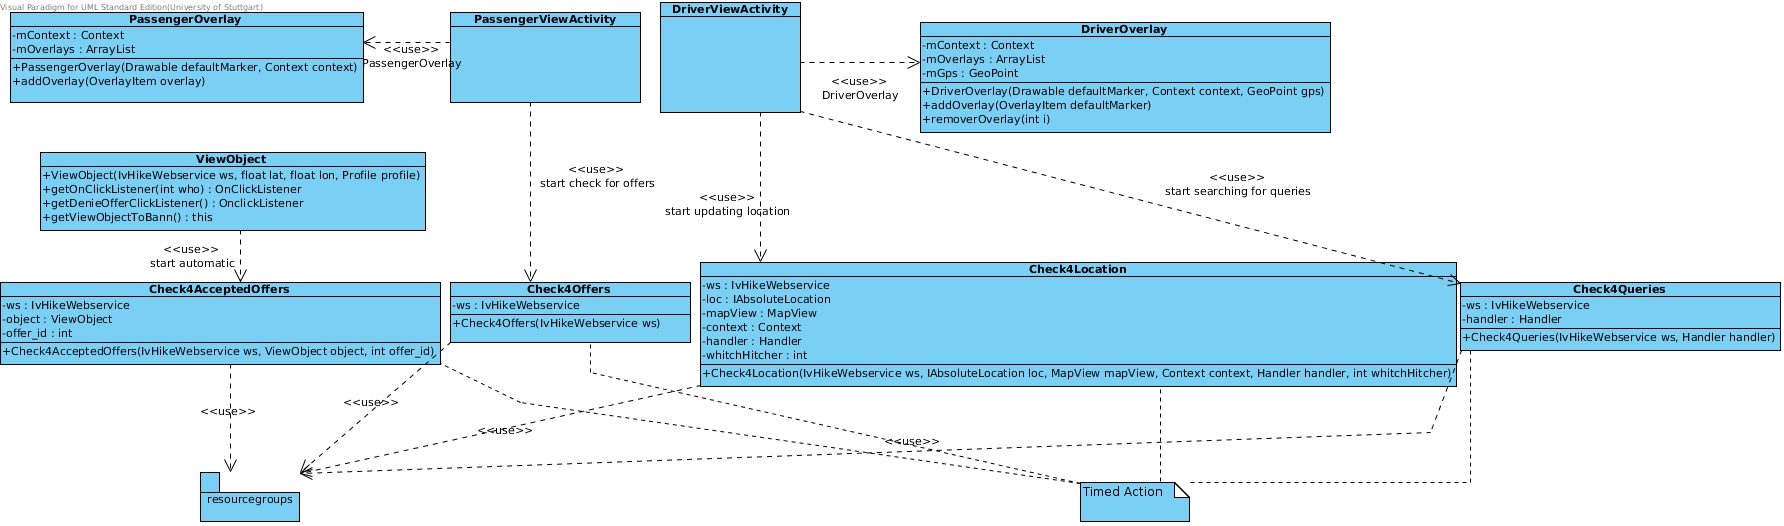 Visual Paradigm for UML Standard Edition(University of Stuttgart)
PassengerOverlay
-mContext : Context
-mOverlays : ArrayList
+PassengerOverlay(Drawable defaultMarker, Context context)
+addOverlay(OverlayItem overlay)
<<use>>
PassengerOverlay
PassengerViewActivity
DriverViewActivity
<<use>>
DriverOverlay
DriverOverlay
-mContext : Context
-mOverlays : ArrayList
-mGps : GeoPoint
+DriverOverlay(Drawable defaultMarker, Context context, GeoPoint gps)
+addOverlay(OverlayItem defaultMarker)
+removerOverlay(int i)
ViewObject
+ViewObject(IvHikeWebservice ws, float lat, float lon, Profile profile)
+getOnClickListener(int who) : OnClickListener
+getDenieOfferClickListener() : OnclickListener
+getViewObjectToBann() : this
<<use>>
start check for offers
<<use>>
start updating location
<<use>>
start searching for queries
<<use>>
start automatic
Check4AcceptedOffers
-ws : IvHikeWebservice
-object : ViewObject
-offer_id : int
+Check4AcceptedOffers(IvHikeWebservice ws, ViewObject object, int offer_id)
Check4Offers
-ws : IvHikeWebservice
+Check4Offers(IvHikeWebservice ws)
Check4Location
-ws : IvHikeWebservice
-loc : IAbsoluteLocation
-mapView : MapView
-context : Context
-handler : Handler
-whitchHitcher : int
+Check4Location(IvHikeWebservice ws, IAbsoluteLocation loc, MapView mapView, Context context, Handler handler, int whitchHitcher)
Check4Queries
-ws : IvHikeWebservice
-handler : Handler
+Check4Queries(IvHikeWebservice ws, Handler handler)
<<use>>
<<use>>
<<use>>
<<use>>
resourcegroups
Timed Action